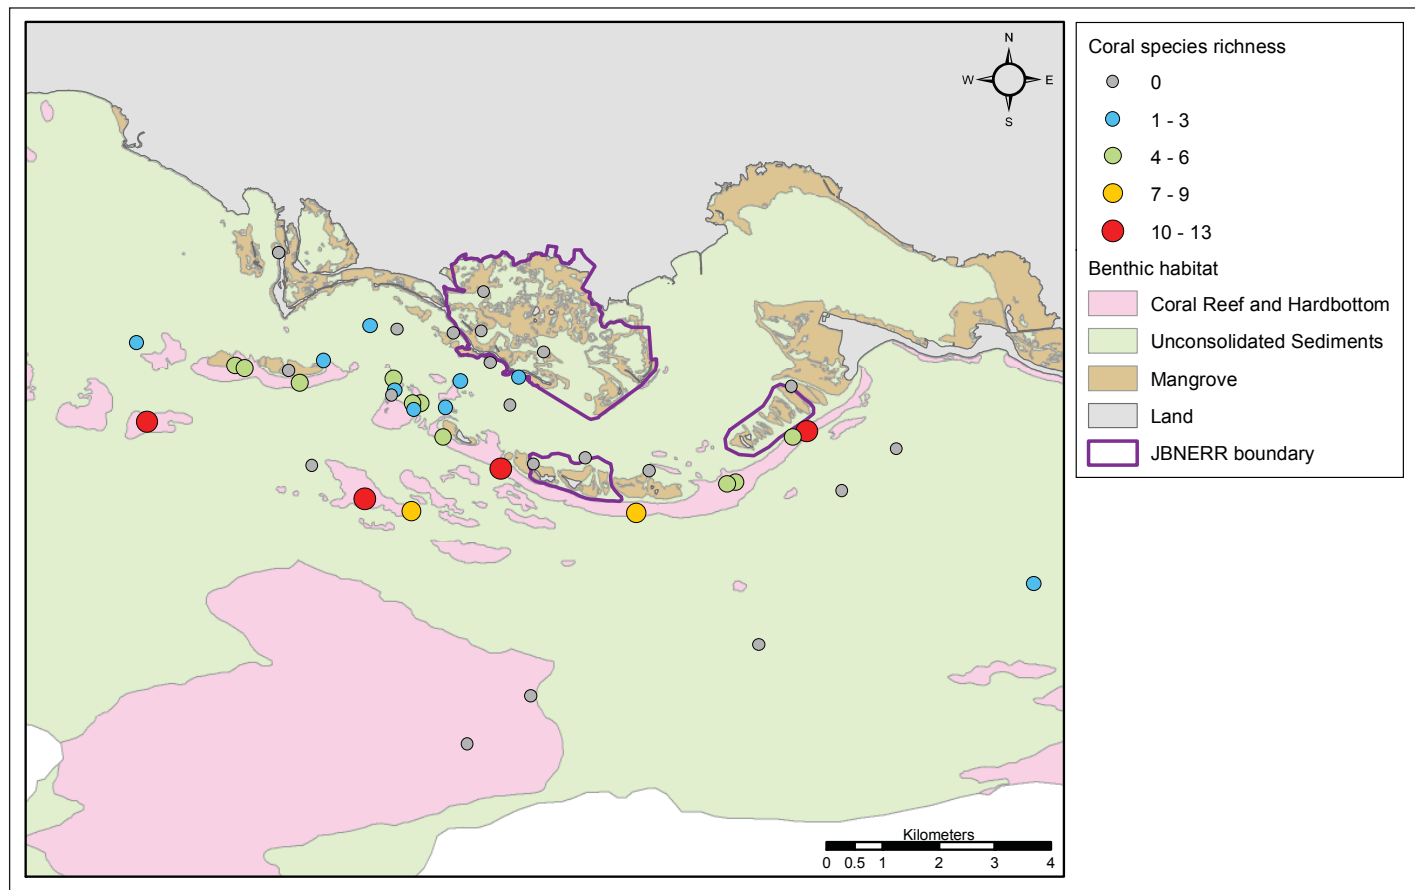 N
W E
S
Kilometers
0 0.5 1 2 3 4
Coral species richness
0
1 - 3
4 - 6
7 - 9
10 - 13
Benthic habitat
Coral Reef and Hardbottom
Unconsolidated Sediments
Mangrove
Land
JBNERR boundary